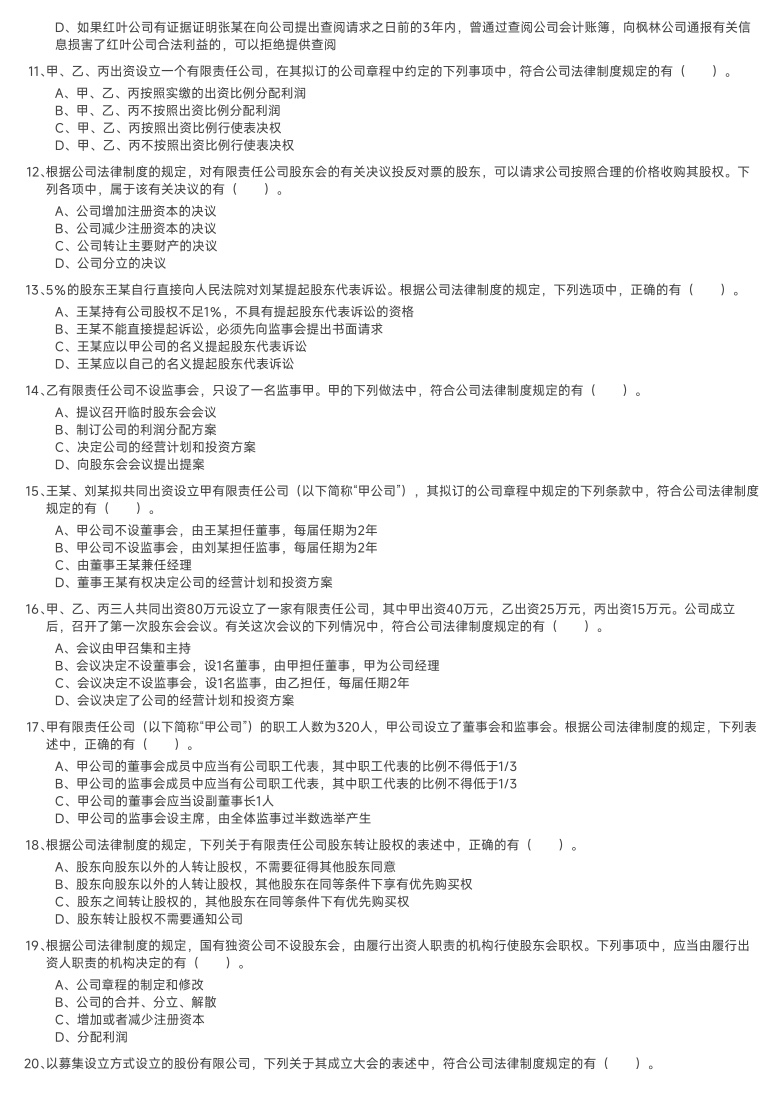 D、如果红叶公司有证据证明张某在向公司提出查阅请求之日前的3年内，曾通过查阅公司会计账簿，向枫林公司通报有关信
息损害了红叶公司合法利益的，可以拒绝提供查阅
11、甲、乙、丙出资设立一个有限责任公司，在其拟订的公司章程中约定的下列事项中，符合公司法律制度规定的有（　　）。
A、甲、乙、丙按照实缴的出资比例分配利润
B、甲、乙、丙不按照出资比例分配利润
C、甲、乙、丙按照出资比例行使表决权
D、甲、乙、丙不按照出资比例行使表决权
12、根据公司法律制度的规定，对有限责任公司股东会的有关决议投反对票的股东，可以请求公司按照合理的价格收购其股权。下
列各项中，属于该有关决议的有（　　）。
A、公司增加注册资本的决议
B、公司减少注册资本的决议
C、公司转让主要财产的决议
D、公司分立的决议
13、5%的股东王某自行直接向人民法院对刘某提起股东代表诉讼。根据公司法律制度的规定，下列选项中，正确的有（　　）。
A、王某持有公司股权不足1%，不具有提起股东代表诉讼的资格
B、王某不能直接提起诉讼，必须先向监事会提出书面请求
C、王某应以甲公司的名义提起股东代表诉讼
D、王某应以自己的名义提起股东代表诉讼
14、乙有限责任公司不设监事会，只设了一名监事甲。甲的下列做法中，符合公司法律制度规定的有（　　）。
A、提议召开临时股东会会议
B、制订公司的利润分配方案
C、决定公司的经营计划和投资方案
D、向股东会会议提出提案
15、王某、刘某拟共同出资设立甲有限责任公司（以下简称“甲公司”），其拟订的公司章程中规定的下列条款中，符合公司法律制度
规定的有（　　）。
A、甲公司不设董事会，由王某担任董事，每届任期为2年
B、甲公司不设监事会，由刘某担任监事，每届任期为2年
C、由董事王某兼任经理
D、董事王某有权决定公司的经营计划和投资方案
16、甲、乙、丙三人共同出资80万元设立了一家有限责任公司，其中甲出资40万元，乙出资25万元，丙出资15万元。公司成立
后，召开了第一次股东会会议。有关这次会议的下列情况中，符合公司法律制度规定的有（　　）。
A、会议由甲召集和主持
B、会议决定不设董事会，设1名董事，由甲担任董事，甲为公司经理
C、会议决定不设监事会，设1名监事，由乙担任，每届任期2年
D、会议决定了公司的经营计划和投资方案
17、甲有限责任公司（以下简称“甲公司”）的职工人数为320人，甲公司设立了董事会和监事会。根据公司法律制度的规定，下列表
述中，正确的有（　　）。
A、甲公司的董事会成员中应当有公司职工代表，其中职工代表的比例不得低于1/3
B、甲公司的监事会成员中应当有公司职工代表，其中职工代表的比例不得低于1/3
C、甲公司的董事会应当设副董事长1人
D、甲公司的监事会设主席，由全体监事过半数选举产生
18、根据公司法律制度的规定，下列关于有限责任公司股东转让股权的表述中，正确的有（　　）。
A、股东向股东以外的人转让股权，不需要征得其他股东同意
B、股东向股东以外的人转让股权，其他股东在同等条件下享有优先购买权
C、股东之间转让股权的，其他股东在同等条件下有优先购买权
D、股东转让股权不需要通知公司
19、根据公司法律制度的规定，国有独资公司不设股东会，由履行出资人职责的机构行使股东会职权。下列事项中，应当由履行出
资人职责的机构决定的有（　　）。
A、公司章程的制定和修改
B、公司的合并、分立、解散
C、增加或者减少注册资本
D、分配利润
20、以募集设立方式设立的股份有限公司，下列关于其成立大会的表述中，符合公司法律制度规定的有（　　）。